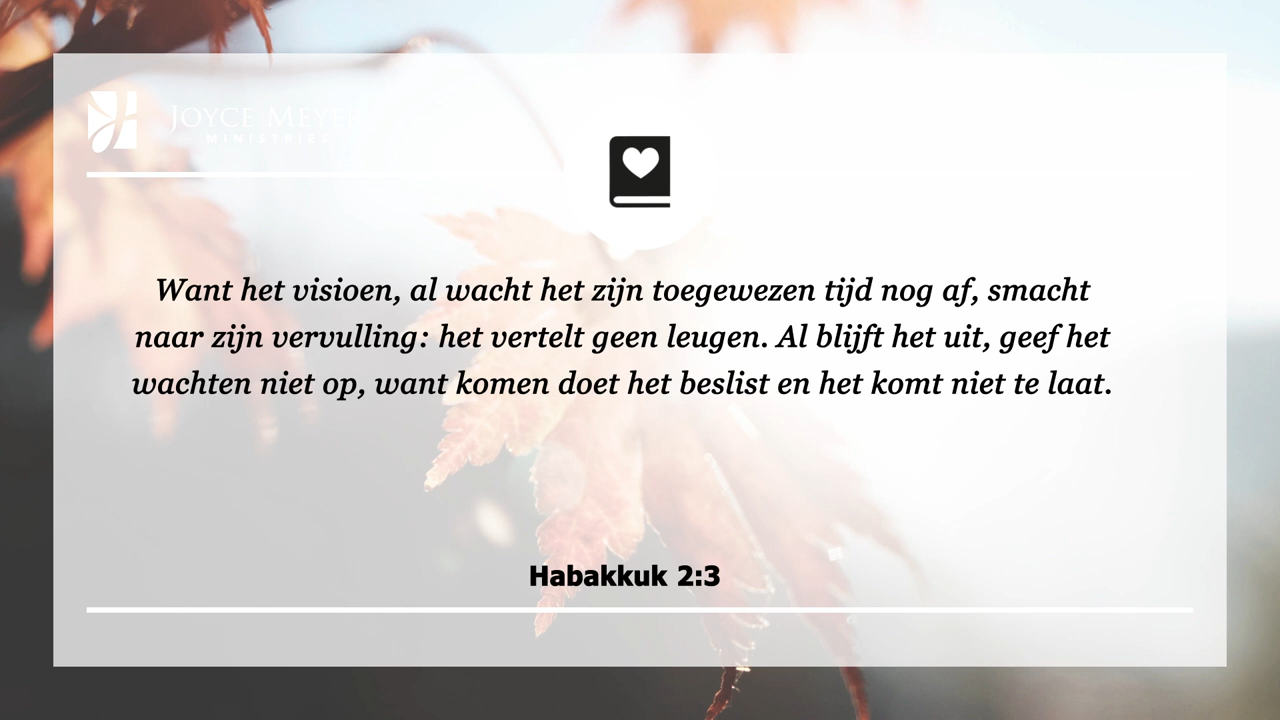 JOYCE MEYER
MINISTRIES
Want het visioen, al wacht het zijn toegewezen tijd nog af, smacht
naar zijn vervulling: het vertelt geen leugen. Al blijft het uit, geef het
wachten niet op, want komen doet het beslist en het komt niet te laat.
Habakkuk 2:3